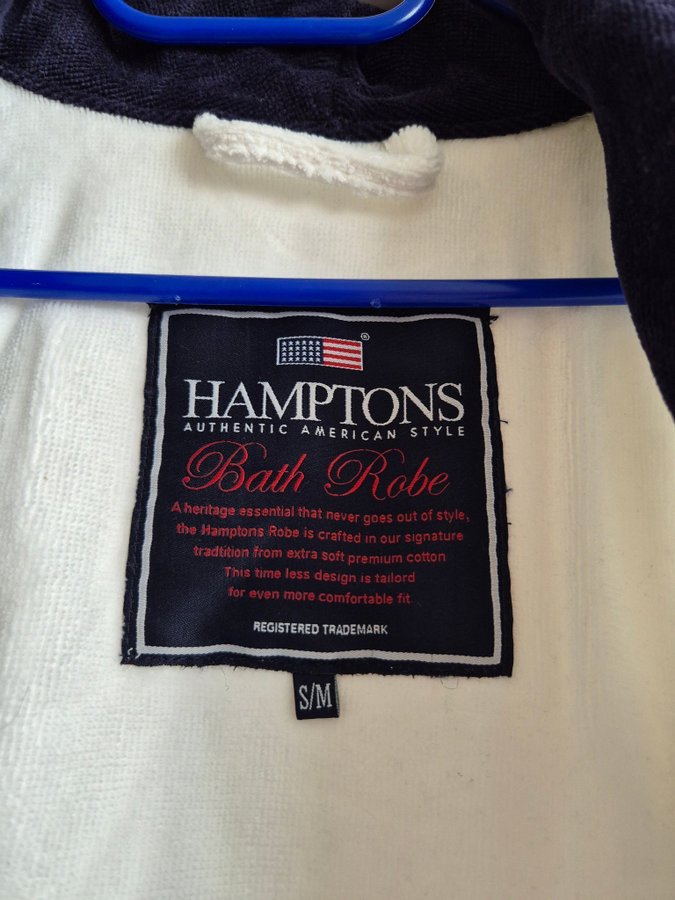 ®
HAMPTONS
AUTHENTIC AMERICAN STYLE
Bath Robe
A heritage essential that never goes out of style,
the Hamptons Robe is crafted in our signature
tradtition from extra soft premium cotton
This time less design is tailord
for even more comfortable fit
REGISTERED TRADEMARK
S/M